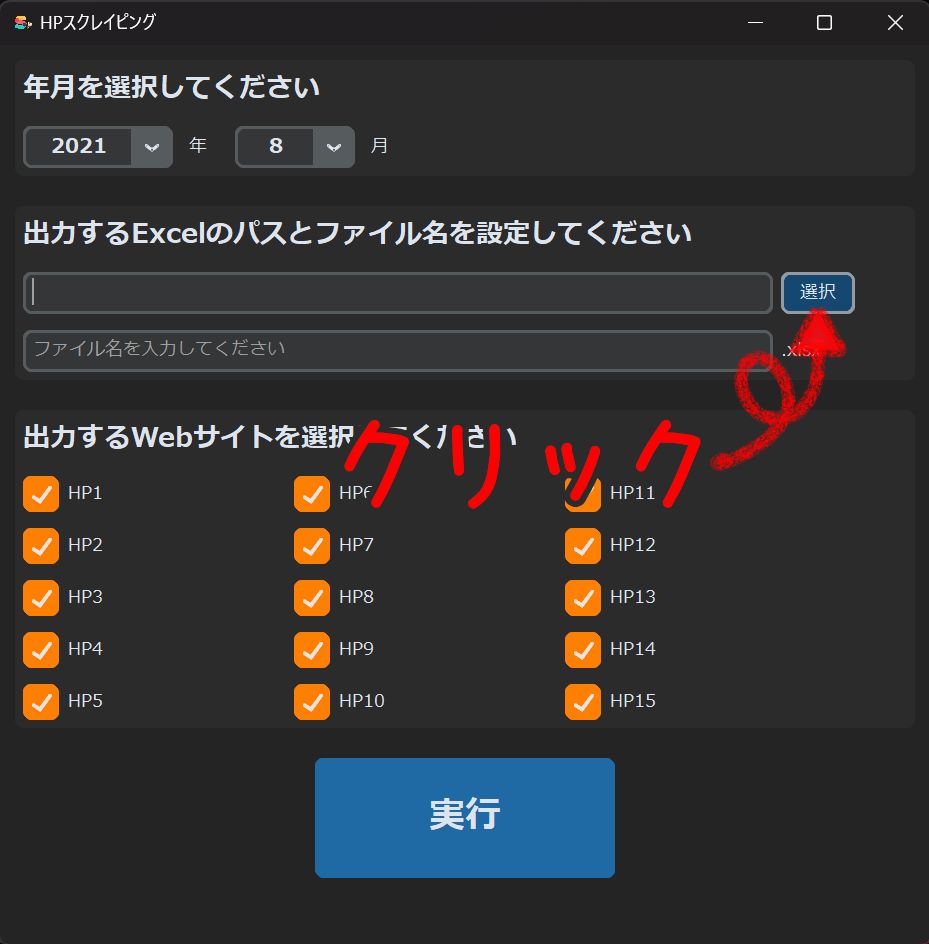 HPスクレイピング
年月を選択してください
2021 年 8 月
出力するExcelのパスとファイル名を設定してください
選択
ファイル名を入力してください .xlsx
出力するWebサイトを選択してください
クリック
HP1 HP6 HP11
HP2 HP7 HP12
HP3 HP8 HP13
HP4 HP9 HP14
HP5 HP10 HP15
実行